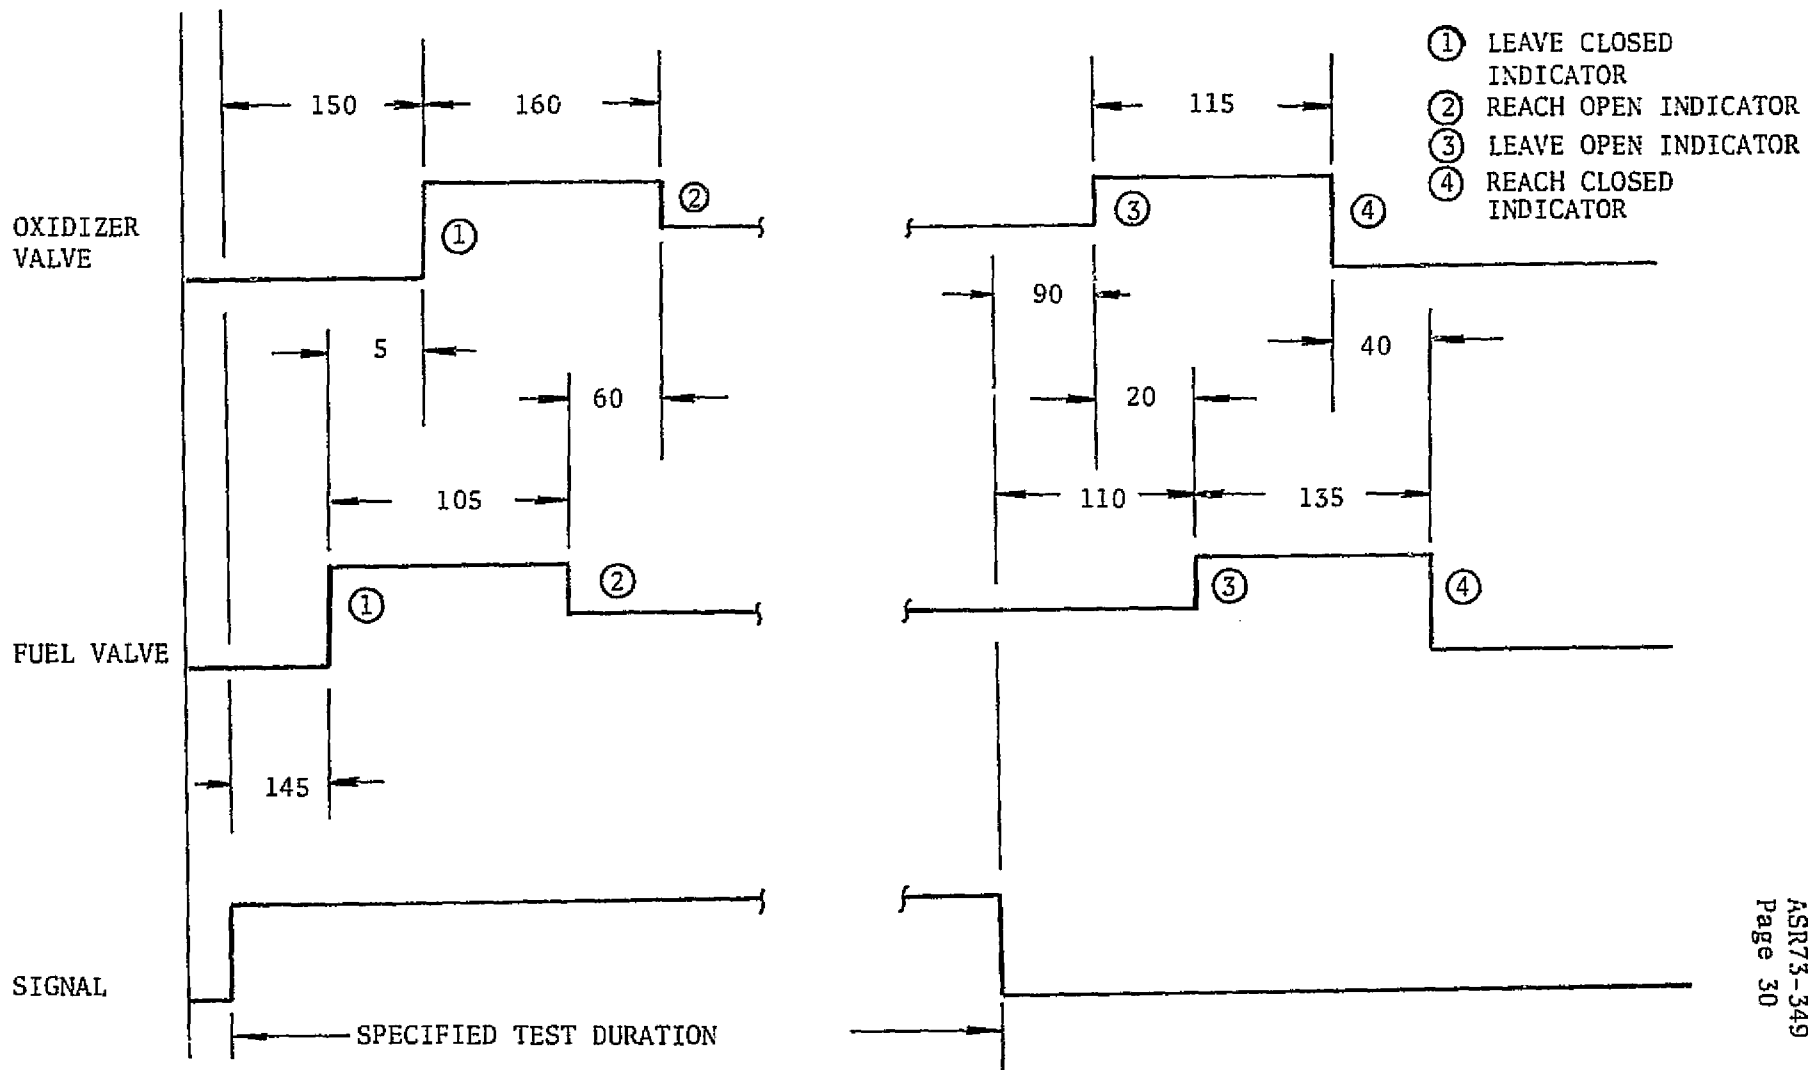 ① LEAVE CLOSED
INDICATOR
② REACH OPEN INDICATOR
③ LEAVE OPEN INDICATOR
④ REACH CLOSED
INDICATOR
150
160
115
OXIDIZER
VALVE
①
②
③
④
90
5
40
60
20
105
110
135
FUEL VALVE
①
②
③
④
145
SIGNAL
SPECIFIED TEST DURATION
ASR73-349
Page 30